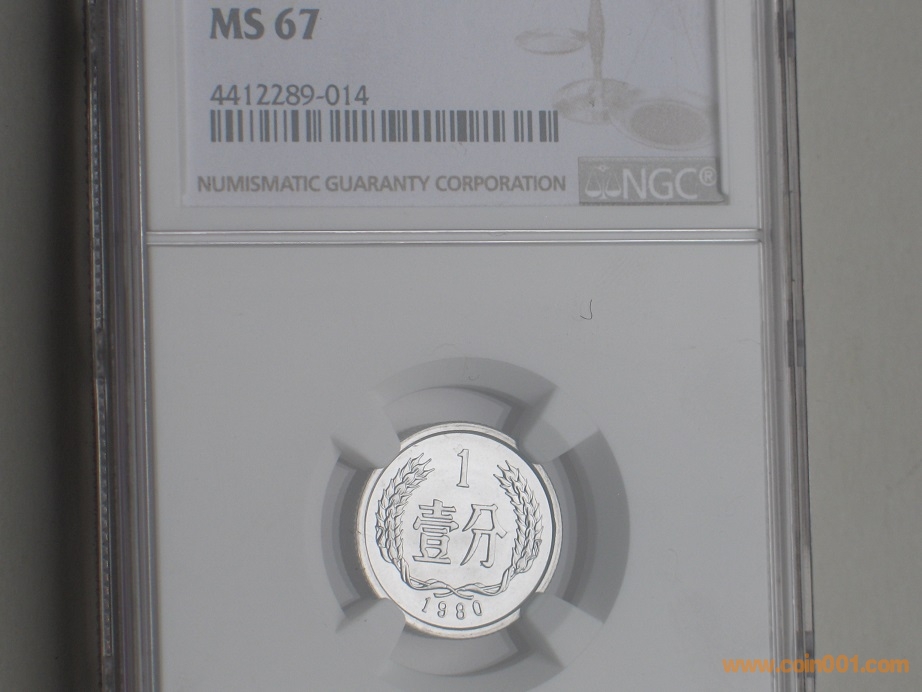 MS 67
4412289-014
NUMISMATIC GUARANTY CORPORATION
NGC®
1
壹分
1980
www.coin001.com